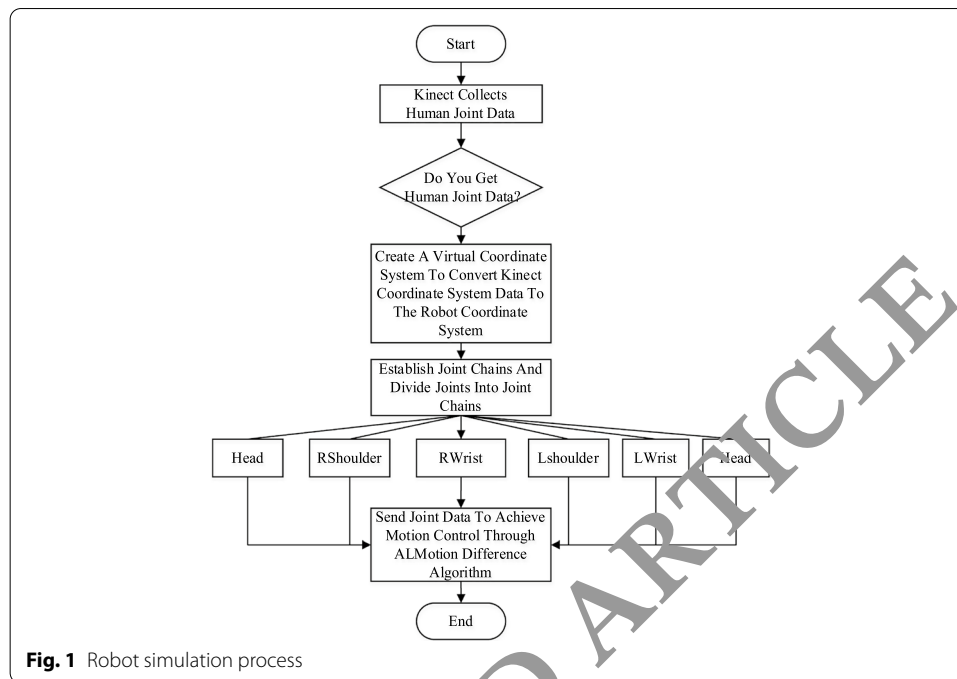 Start
Kinect Collects
Human Joint Data
Do You Get
Human Joint Data?
Create A Virtual Coordinate
System To Convert Kinect
Coordinate System Data To
The Robot Coordinate
System
Establish Joint Chains And
Divide Joints Into Joint
Chains
Head RShoulder RWrist Lshoulder LWrist Head
Send Joint Data To Achieve
Motion Control Through
ALMotion Difference
Algorithm
End
Fig. 1 Robot simulation process
D ARTICLE